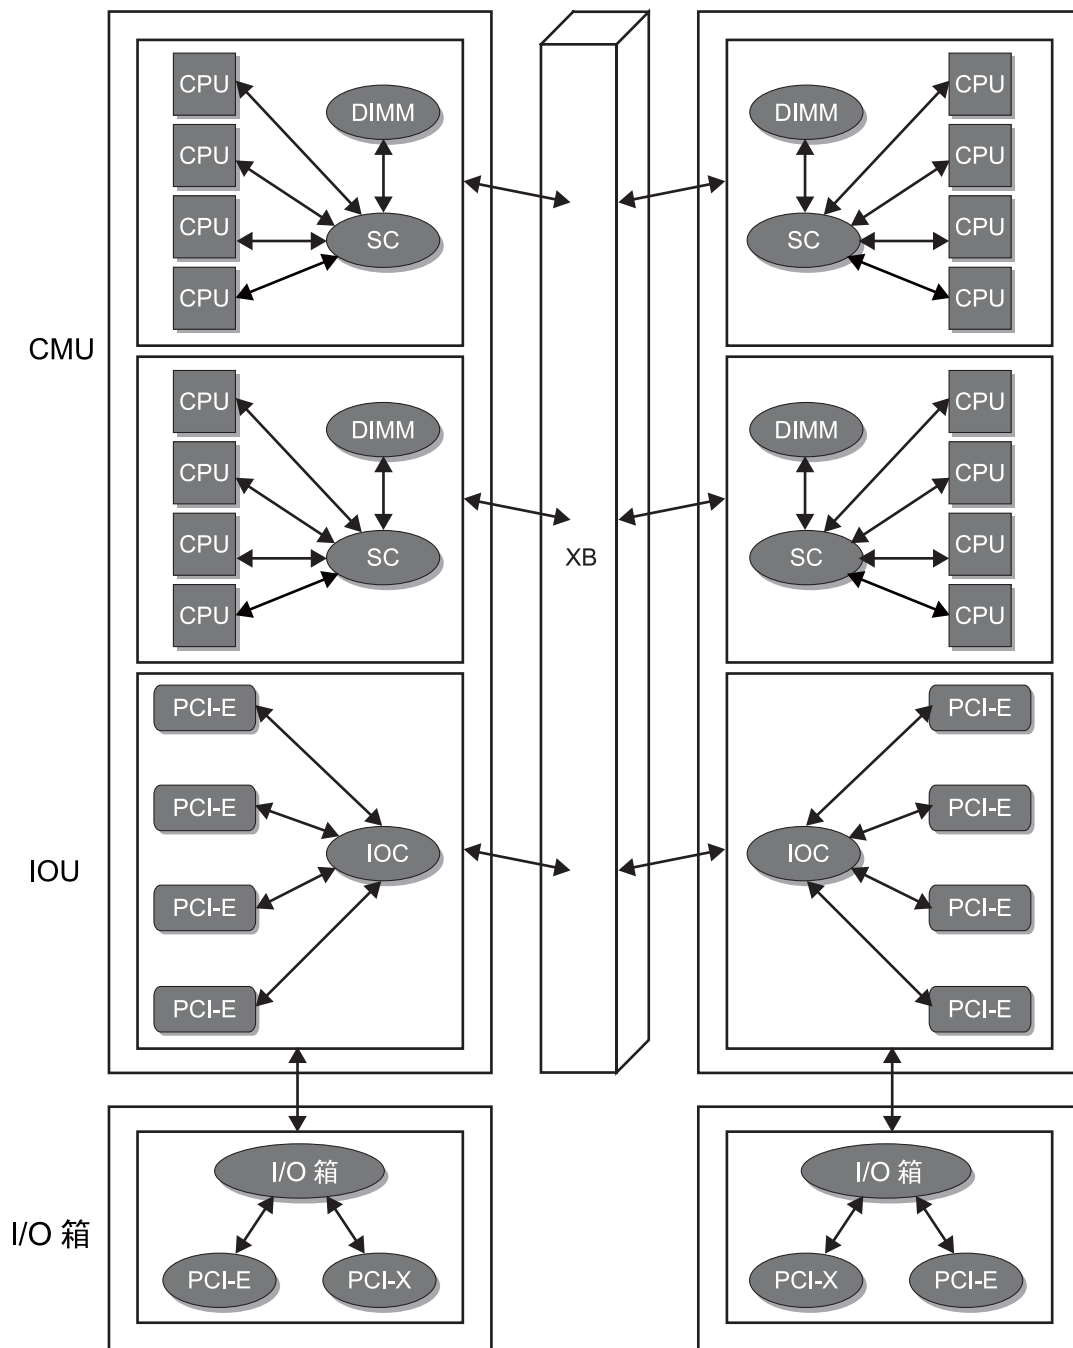 CPU
CPU
CPU
CPU
DIMM
SC
DIMM
SC
CPU
CPU
CPU
CPU
CMU
CPU
CPU
CPU
CPU
DIMM
SC
XB
DIMM
SC
CPU
CPU
CPU
CPU
IOU
PCI-E
PCI-E
PCI-E
PCI-E
IOC
IOC
PCI-E
PCI-E
PCI-E
PCI-E
I/O 箱
I/O 箱
PCI-E
PCI-X
I/O 箱
PCI-X
PCI-E